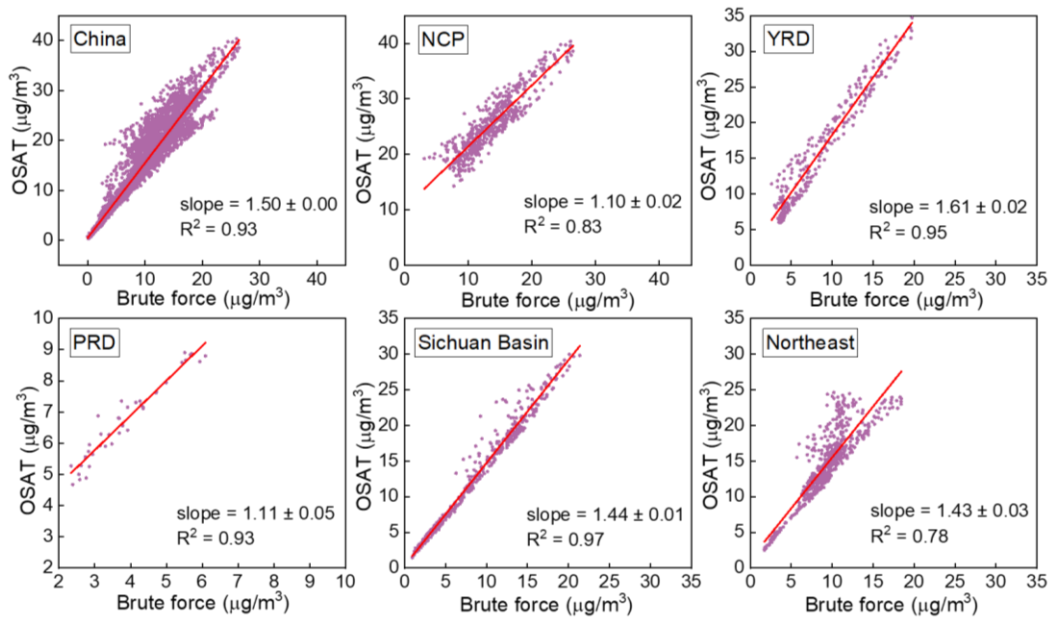 China
OSAT (μg/m³)
40
30
20
10
0
slope = 1.50 ± 0.00
R² = 0.93
0 10 20 30 40
Brute force (μg/m³)
NCP
OSAT (μg/m³)
40
30
20
10
0
slope = 1.10 ± 0.02
R² = 0.83
0 10 20 30 40
Brute force (μg/m³)
YRD
OSAT (μg/m³)
35
30
25
20
15
10
5
0
slope = 1.61 ± 0.02
R² = 0.95
0 5 10 15 20 25 30 35
Brute force (μg/m³)
PRD
OSAT (μg/m³)
10
9
8
7
6
5
4
3
2
slope = 1.11 ± 0.05
R² = 0.93
2 3 4 5 6 7 8 9 10
Brute force (μg/m³)
Sichuan Basin
OSAT (μg/m³)
35
30
25
20
15
10
5
0
slope = 1.44 ± 0.01
R² = 0.97
0 5 10 15 20 25 30 35
Brute force (μg/m³)
Northeast
OSAT (μg/m³)
35
30
25
20
15
10
5
0
slope = 1.43 ± 0.03
R² = 0.78
0 5 10 15 20 25 30 35
Brute force (μg/m³)